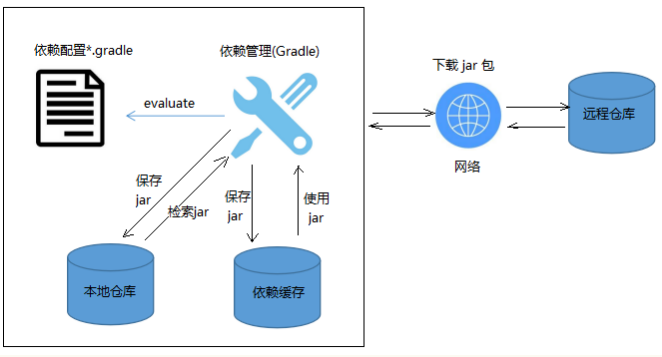 依赖配置*.gradle
依赖管理(Gradle)
下载 jar 包
evaluate
远程仓库
网络
保存
jar
检索jar
保存
jar
使用
jar
本地仓库
依赖缓存